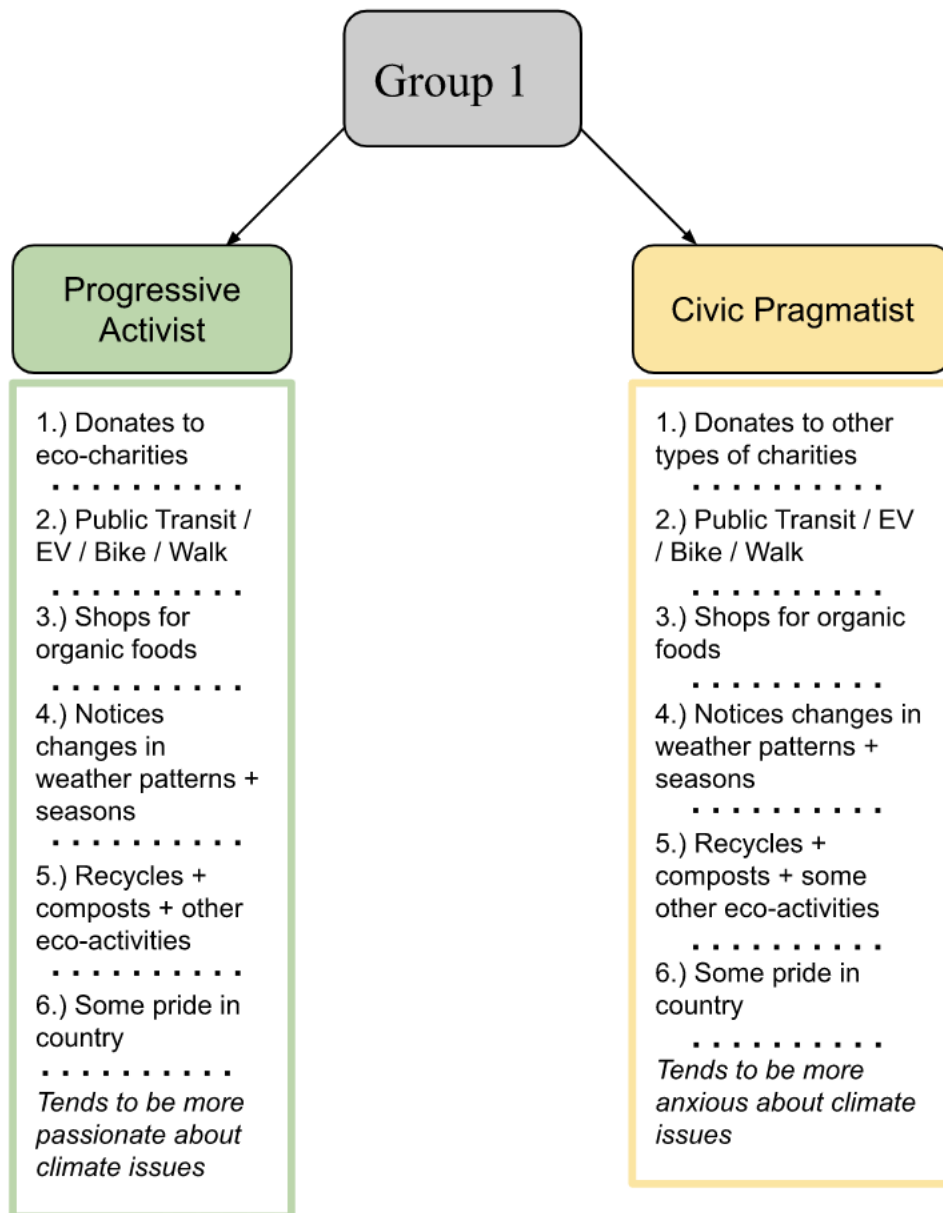 Group 1
Progressive
Activist
1.) Donates to
eco-charities
2.) Public Transit /
EV / Bike / Walk
3.) Shops for
organic foods
4.) Notices
changes in
weather patterns +
seasons
5.) Recycles +
composts + other
eco-activities
6.) Some pride in
country
Tends to be more
passionate about
climate issues
Civic Pragmatist
1.) Donates to other
types of charities
2.) Public Transit / EV
/ Bike / Walk
3.) Shops for organic
foods
4.) Notices changes in
weather patterns +
seasons
5.) Recycles +
composts + some
other eco-activities
6.) Some pride in
country
Tends to be more
anxious about climate
issues